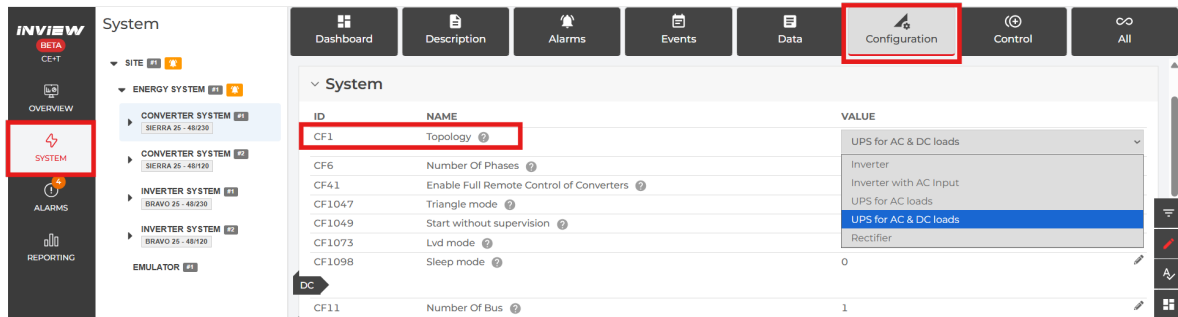 INVIEW
BETA
CE+T
OVERVIEW
SYSTEM
4
ALARMS
REPORTING
System
SITE #1
ENERGY SYSTEM #1
CONVERTER SYSTEM #1
SIERRA 25 - 48/230
CONVERTER SYSTEM #2
SIERRA 25 - 48/120
INVERTER SYSTEM #1
BRAVO 25 - 48/230
INVERTER SYSTEM #2
BRAVO 25 - 48/120
EMULATOR #1
Dashboard Description Alarms Events Data Configuration Control All
System
ID NAME VALUE
CF1 Topology ? UPS for AC & DC loads
CF6 Number Of Phases ?
CF41 Enable Full Remote Control of Converters ?
CF1047 Triangle mode ?
CF1049 Start without supervision ?
CF1073 Lvd mode ?
CF1098 Sleep mode ? 0
Inverter
Inverter with AC Input
UPS for AC loads
UPS for AC & DC loads
Rectifier
DC
CF11 Number Of Bus ? 1